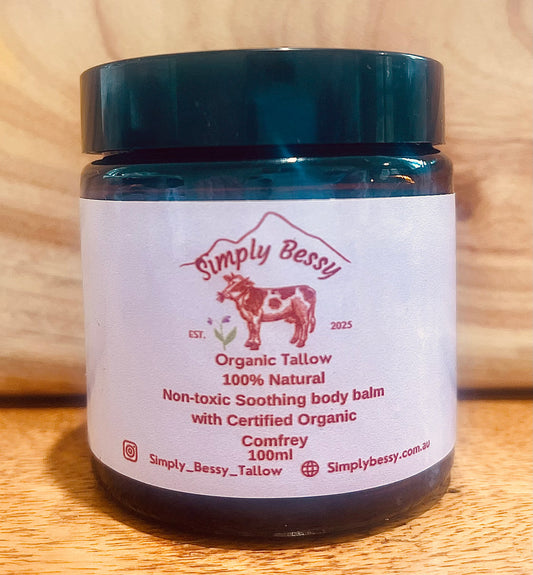 Simply Bessy
EST. 2025
Organic Tallow
100% Natural
Non-toxic Soothing body balm
with Certified Organic
Comfrey
100ml
Simply_Bessy_Tallow Simplybessy.com.au